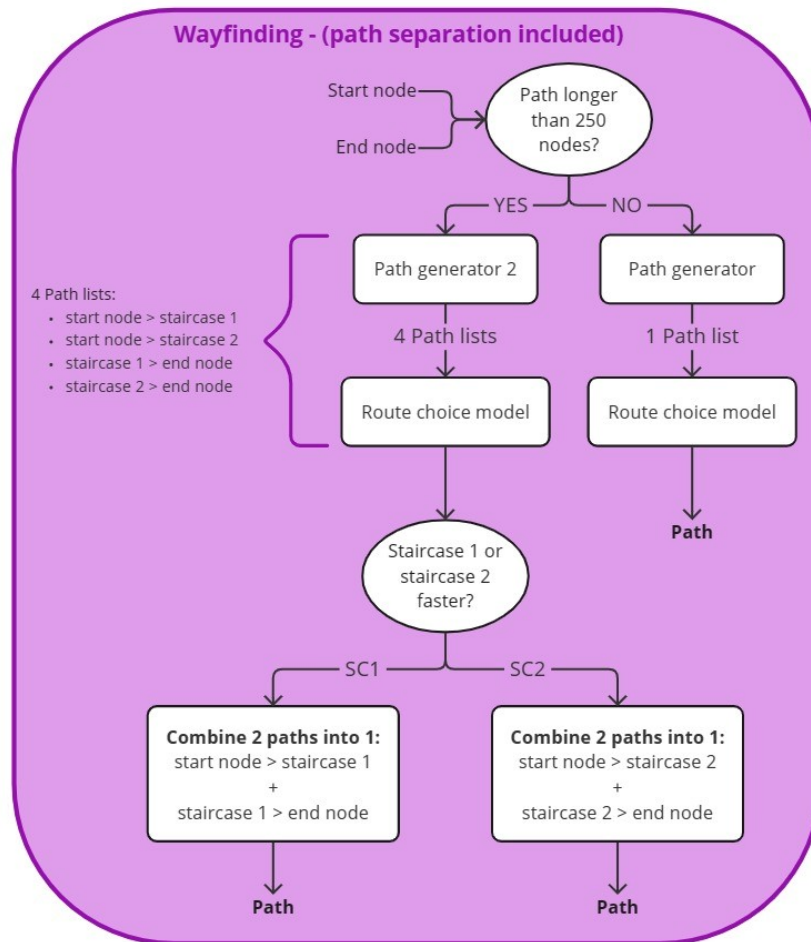 Wayfinding - (path separation included)
Start node
End node
Path longer
than 250
nodes?
YES
NO
Path generator 2
Path generator
4 Path lists:
• start node > staircase 1
• start node > staircase 2
• staircase 1 > end node
• staircase 2 > end node
4 Path lists
1 Path list
Route choice model
Route choice model
Path
Staircase 1 or
staircase 2
faster?
SC1
SC2
Combine 2 paths into 1:
start node > staircase 1
+
staircase 1 > end node
Combine 2 paths into 1:
start node > staircase 2
+
staircase 2 > end node
Path
Path